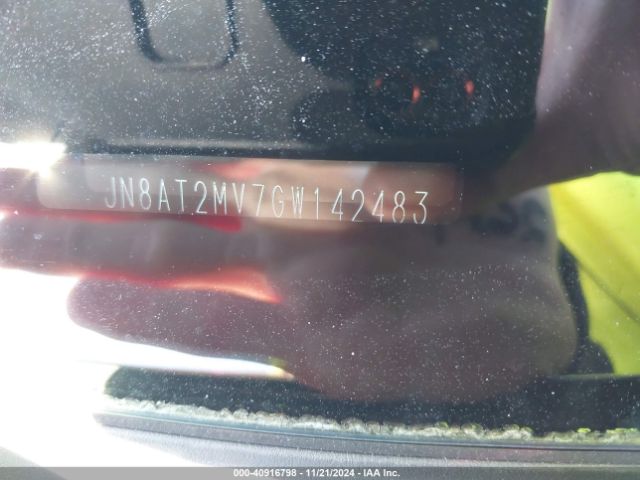 JN8AT2MV7GW142483
000-40916798 - 11/21/2024 - IAA Inc.